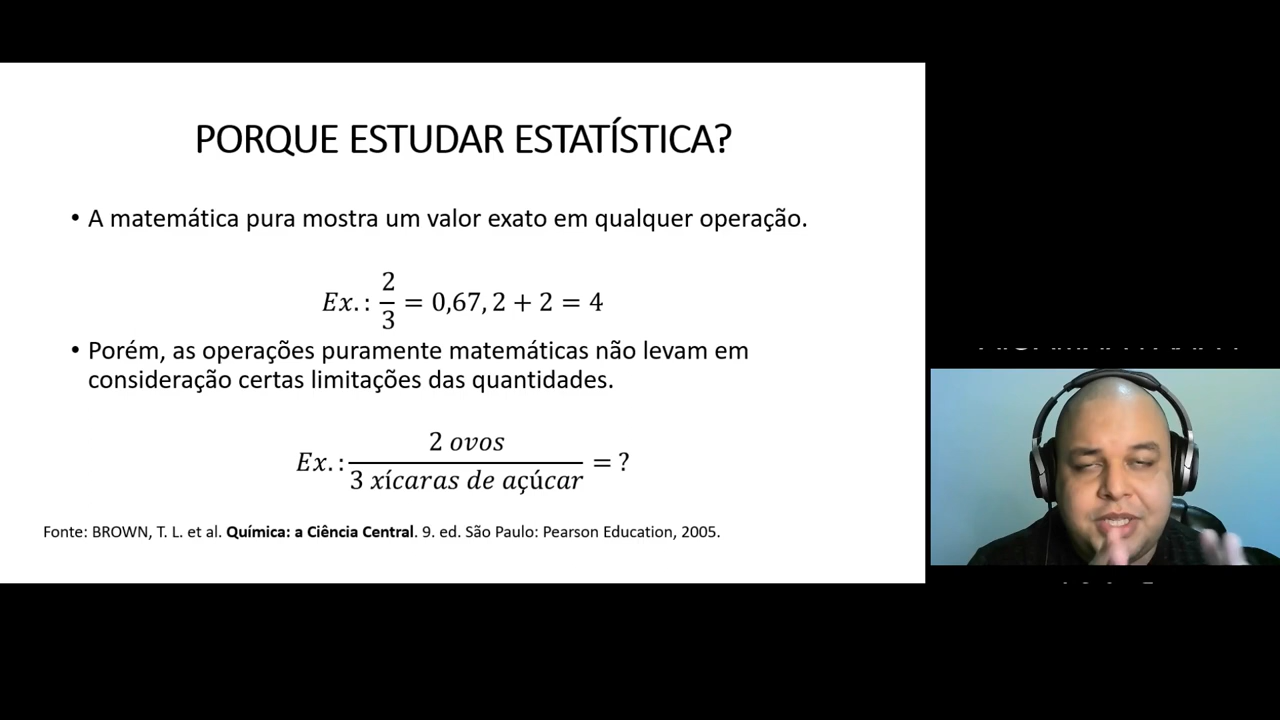 PORQUE ESTUDAR ESTATÍSTICA?
• A matemática pura mostra um valor exato em qualquer operação.
Ex.: 2/3 = 0,67, 2 + 2 = 4
• Porém, as operações puramente matemáticas não levam em
consideração certas limitações das quantidades.
Ex.: 2 ovos / 3 xícaras de açúcar = ?
Fonte: BROWN, T. L. et al. Química: a Ciência Central. 9. ed. São Paulo: Pearson Education, 2005.